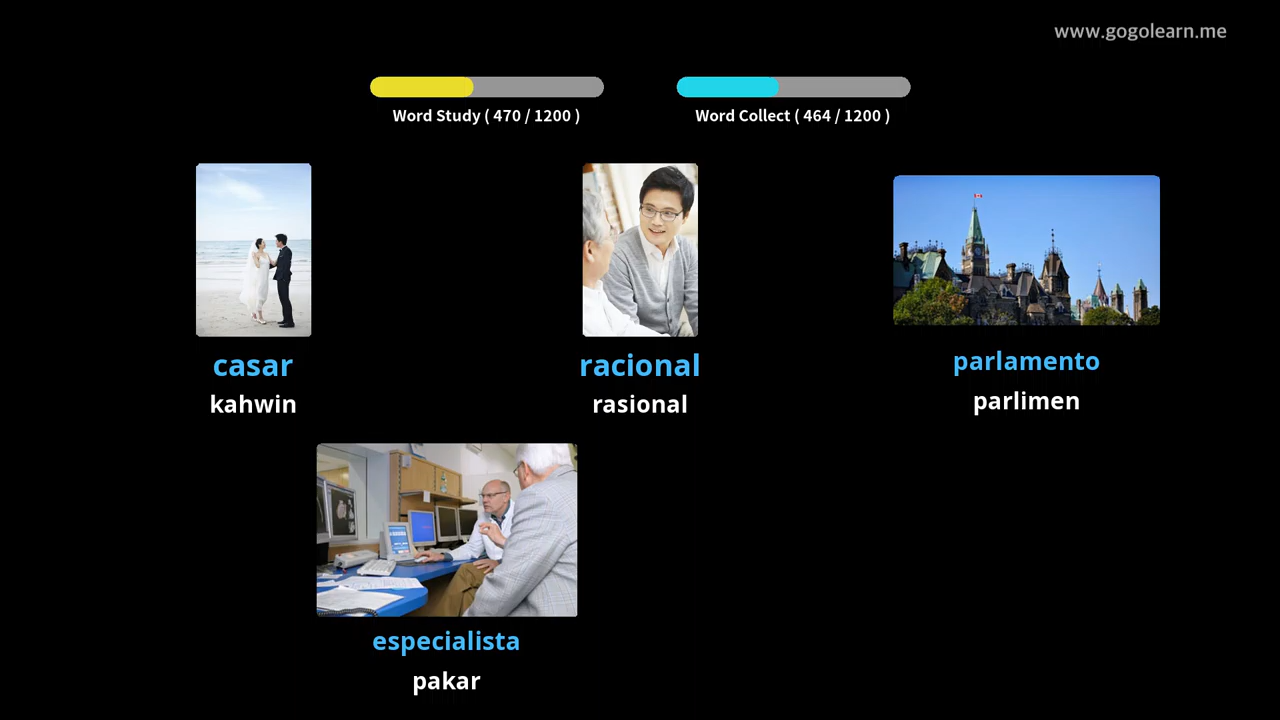 www.gogolearn.me
Word Study ( 470 / 1200 )
Word Collect ( 464 / 1200 )
casar
kahwin
racional
rasional
parlamento
parlimen
especialista
pakar